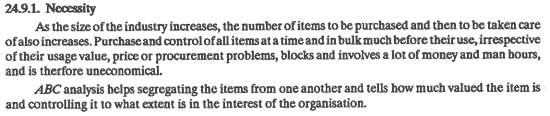 24.9.1. Necessity
As the size of the industry increases, the number of items to be purchased and then to be taken care
of also increases. Purchase and control of all items at a time and in bulk much before their use, irrespective
of their usage value, price or procurement problems, blocks and involves a lot of money and man hours,
and is therfore uneconomical.
ABC analysis helps segregating the items from one another and tells how much valued the item is
and controlling it to what extent is in the interest of the organisation.